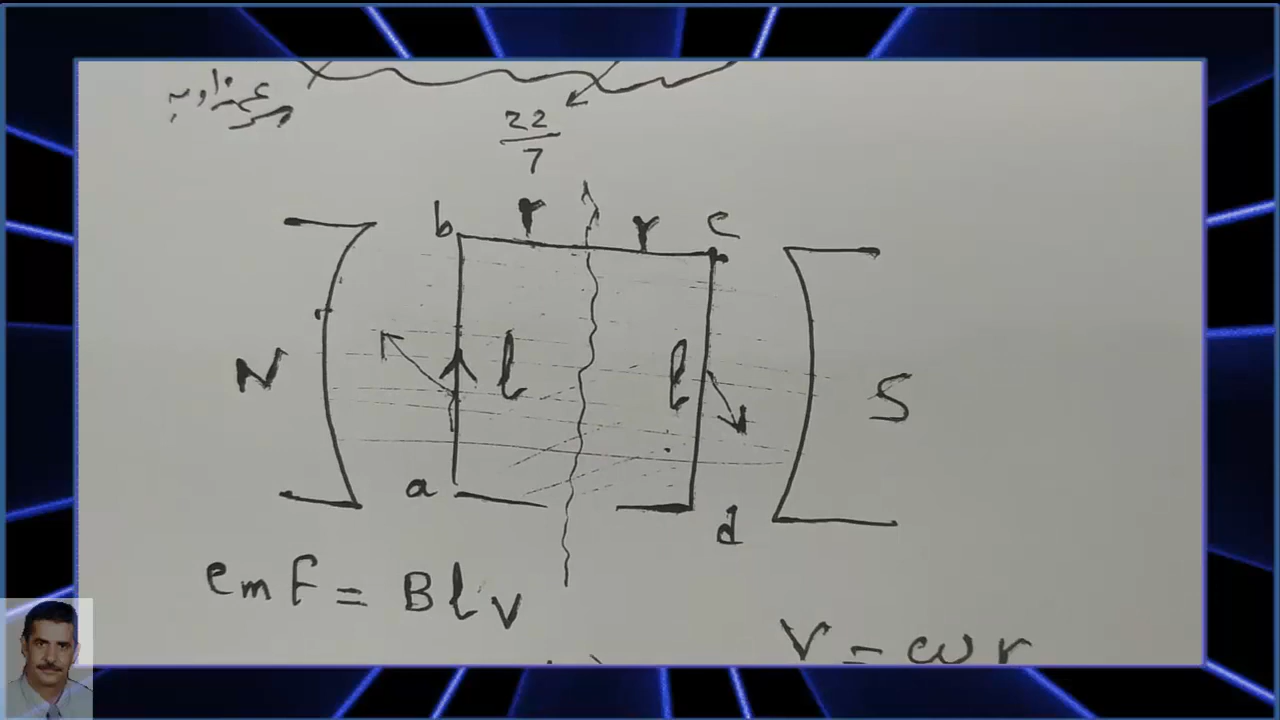 22
7
r r
b c
N l l S
a d
emf = Blv
V = ωr